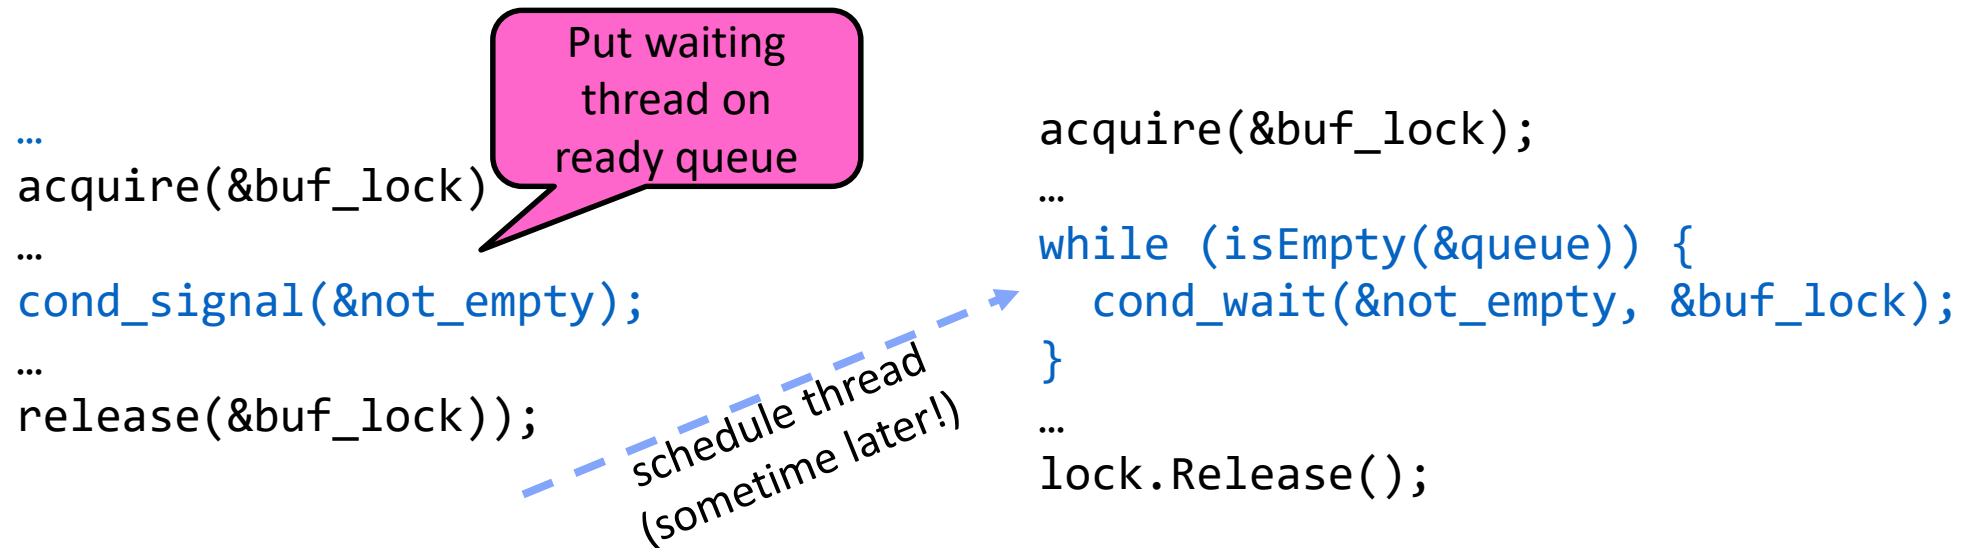 Put waiting
thread on
ready queue
…
acquire(&buf_lock)
…
cond_signal(&not_empty);
…
release(&buf_lock));
schedule thread
(sometime later!)
acquire(&buf_lock);
…
while (isEmpty(&queue)) {
  cond_wait(&not_empty, &buf_lock);
}
…
lock.Release();